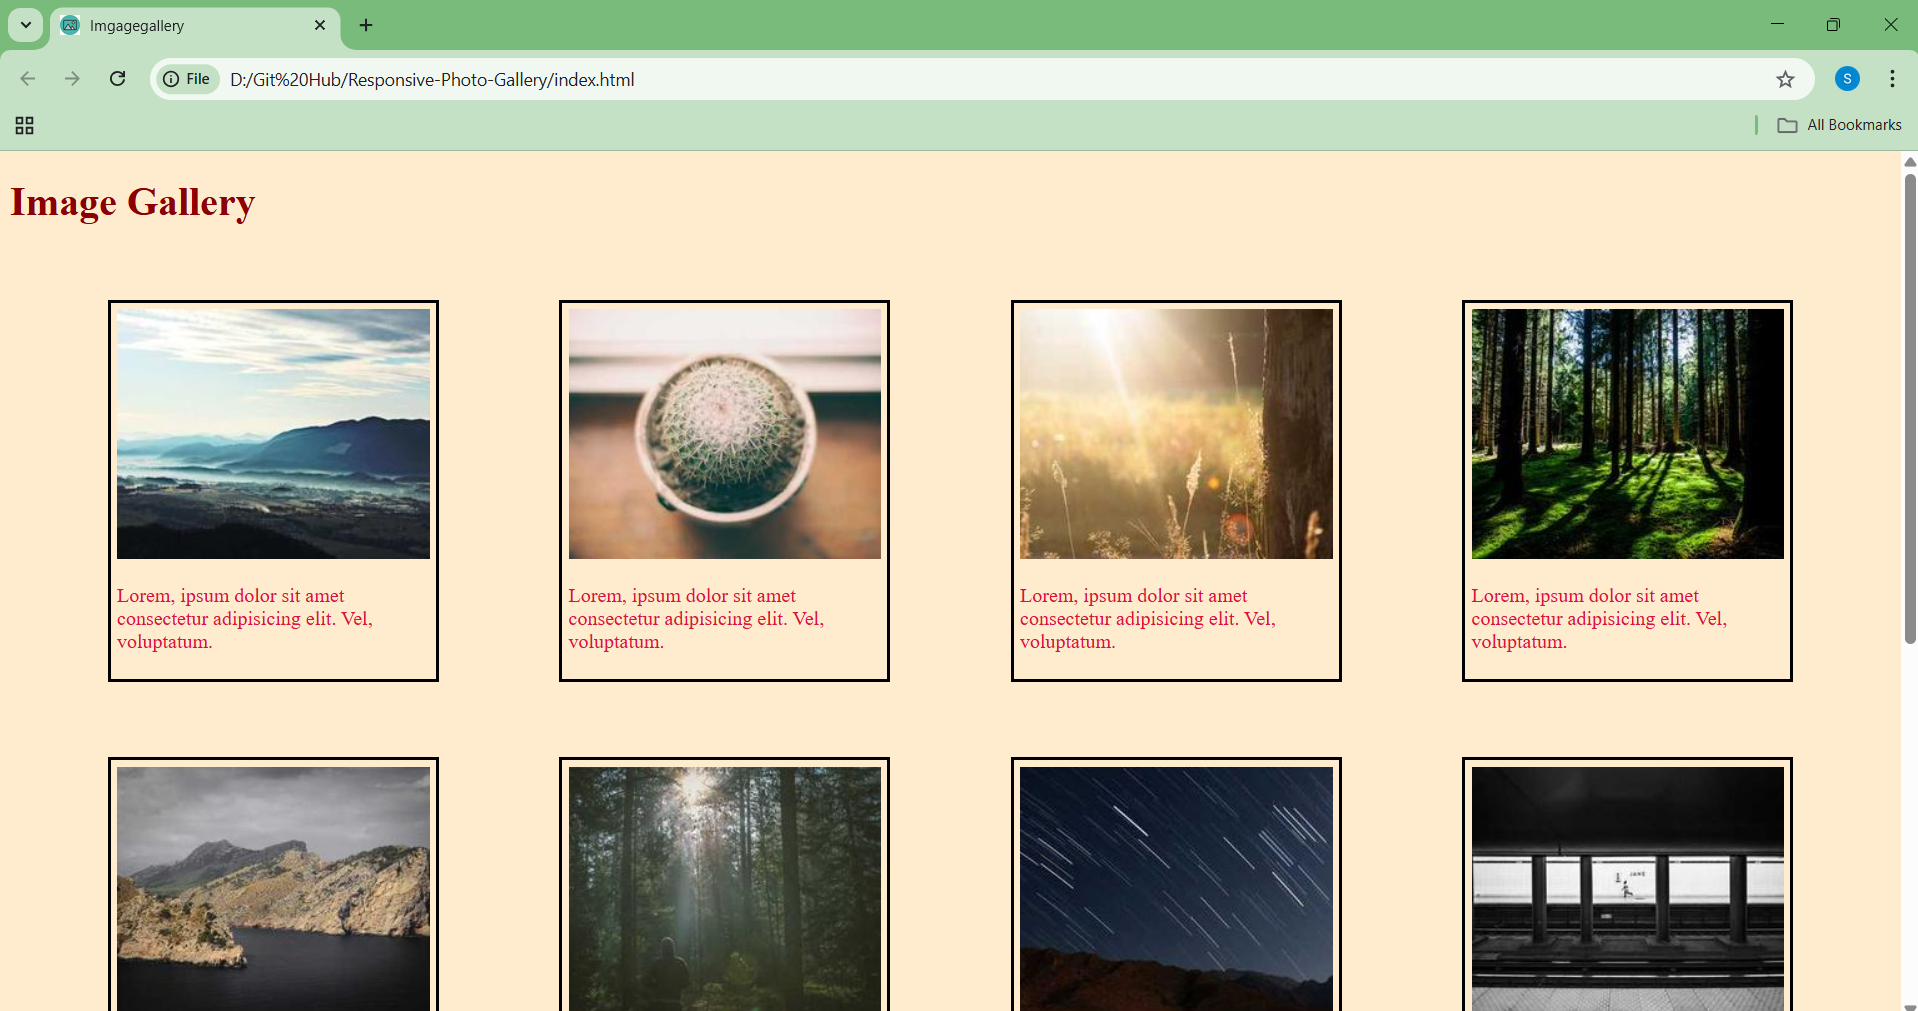 Imgagegallery
File
D:/Git%20Hub/Responsive-Photo-Gallery/index.html
S
All Bookmarks
Image Gallery
Lorem, ipsum dolor sit amet
consectetur adipisicing elit. Vel,
voluptatum.
Lorem, ipsum dolor sit amet
consectetur adipisicing elit. Vel,
voluptatum.
Lorem, ipsum dolor sit amet
consectetur adipisicing elit. Vel,
voluptatum.
Lorem, ipsum dolor sit amet
consectetur adipisicing elit. Vel,
voluptatum.
JANE